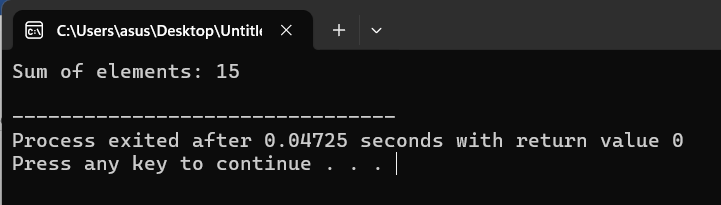 C:\Users\asus\Desktop\Untitl
Sum of elements: 15
--------------------------------
Process exited after 0.04725 seconds with return value 0
Press any key to continue . . .